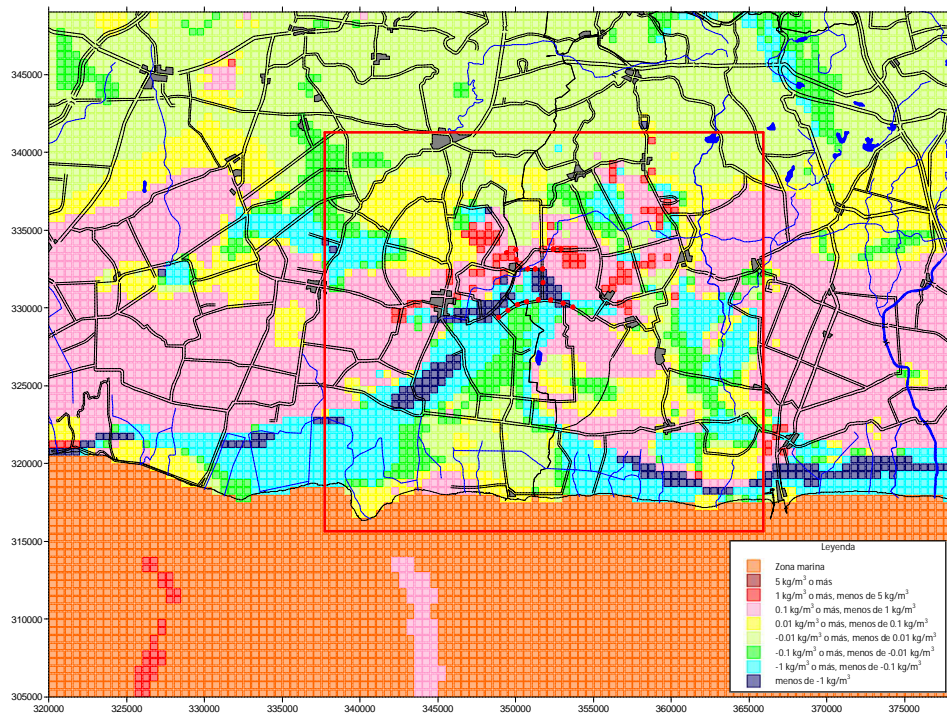 345000
340000
335000
330000
325000
320000
315000
310000
305000
320000 325000 330000 335000 340000 345000 350000 355000 360000 365000 370000 375000
Leyenda
Zona marina
5 kg/m³ o más
1 kg/m³ o más, menos de 5 kg/m³
0.1 kg/m³ o más, menos de 1 kg/m³
0.01 kg/m³ o más, menos de 0.1 kg/m³
-0.01 kg/m³ o más, menos de 0.01 kg/m³
-0.1 kg/m³ o más, menos de -0.01 kg/m³
-1 kg/m³ o más, menos de -0.1 kg/m³
menos de -1 kg/m³